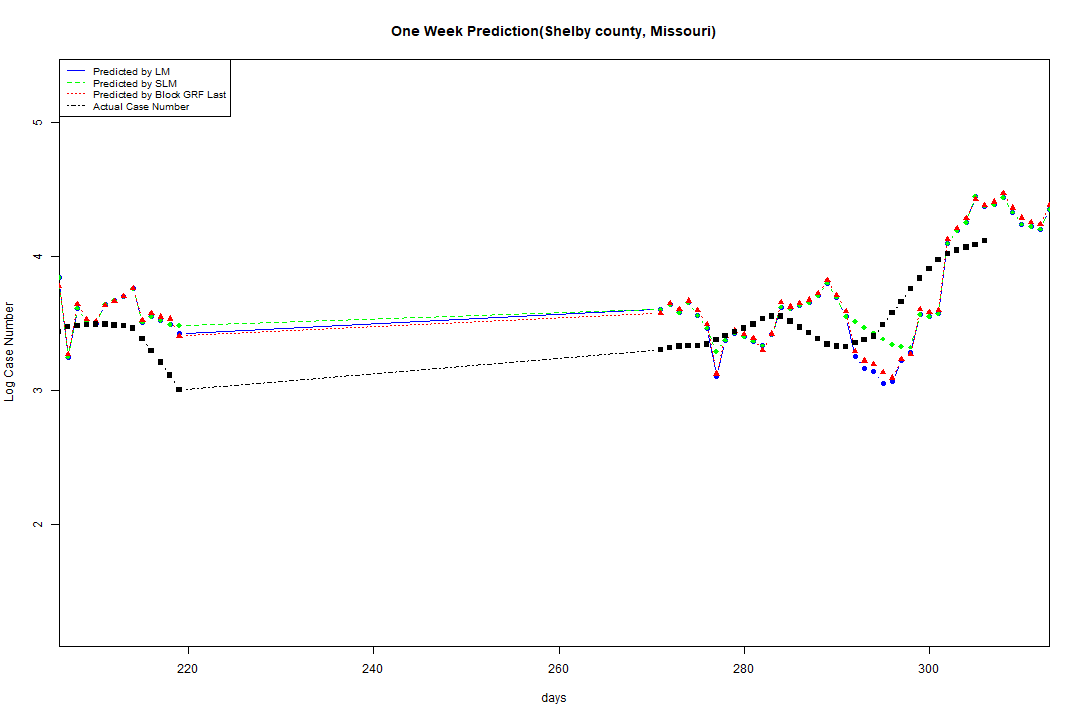 One Week Prediction(Shelby county, Missouri)
Predicted by LM
Predicted by SLM
Predicted by Block GRF Last
Actual Case Number
5
4
3
2
Log Case Number
220 240 260 280 300
days